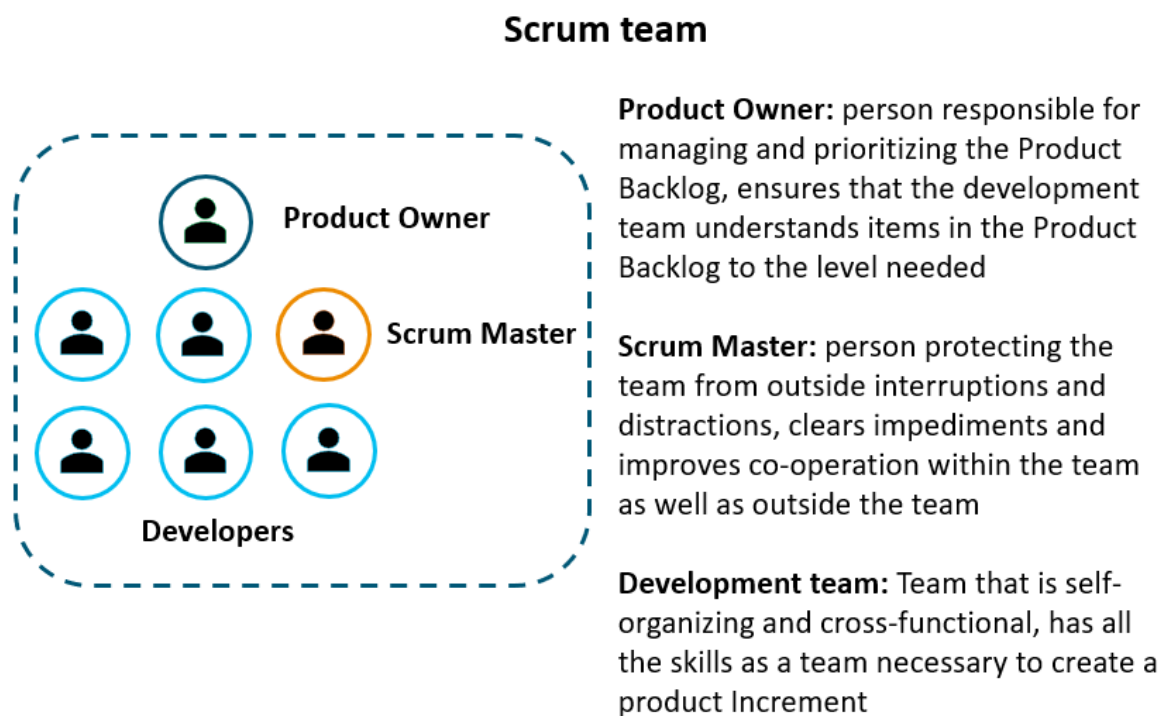 Scrum team
Product Owner
Scrum Master
Developers
Product Owner: person responsible for
managing and prioritizing the Product
Backlog, ensures that the development
team understands items in the Product
Backlog to the level needed
Scrum Master: person protecting the
team from outside interruptions and
distractions, clears impediments and
improves co-operation within the team
as well as outside the team
Development team: Team that is self-
organizing and cross-functional, has all
the skills as a team necessary to create a
product Increment